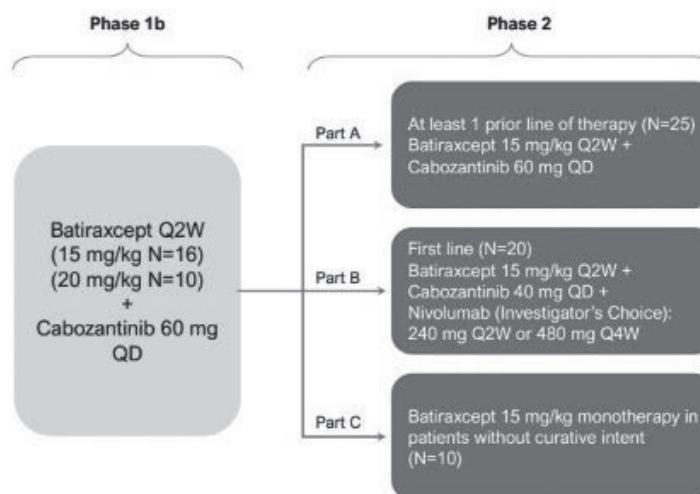 Phase 1b
Phase 2
Batiraxcept Q2W
(15 mg/kg N=16)
(20 mg/kg N=10)
+
Cabozantinib 60 mg
QD
Part A
At least 1 prior line of therapy (N=25)
Batiraxcept 15 mg/kg Q2W +
Cabozantinib 60 mg QD
Part B
First line (N=20)
Batiraxcept 15 mg/kg Q2W +
Cabozantinib 40 mg QD +
Nivolumab (Investigator's Choice):
240 mg Q2W or 480 mg Q4W
Part C
Batiraxcept 15 mg/kg monotherapy in
patients without curative intent
(N=10)